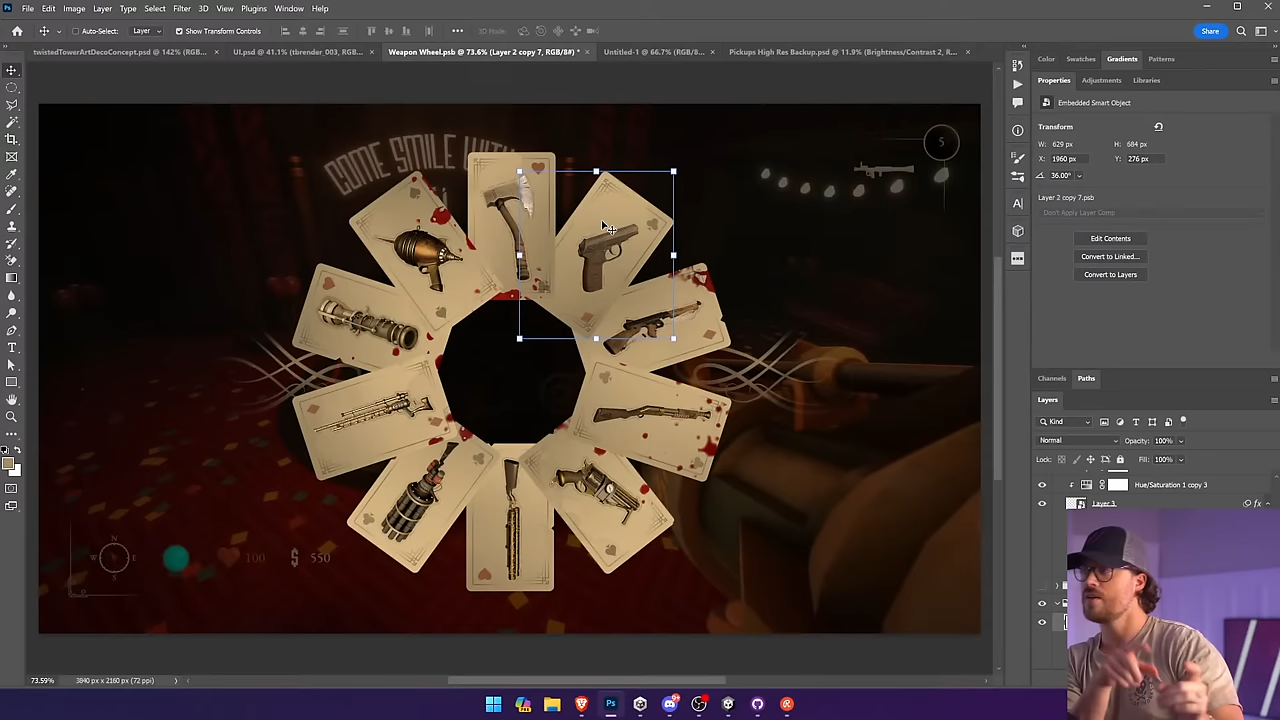 File Edit Image Layer Type Select Filter 3D View Plugins Window Help
Auto-Select: Layer Show Transform Controls 3D Mode: Share
twistedTowerArtDecoConcept.psd @ 142% (RGB... × UI.psd @ 41.1% (tbrender_003, RGB... × Weapon Wheel.psb @ 73.6% (Layer 2 copy 7, RGB/8#) * × Untitled-1 @ 66.7% (RGB/8... × Pickups High Res Backup.psd @ 11.9% (Brightness/Contrast 2, R... ×
Color Swatches Gradients Patterns
Properties Adjustments Libraries
Embedded Smart Object
Transform
W: 629 px H: 684 px
X: 1960 px Y: 276 px
36.00°
Layer 2 copy 7.psb
Don't Apply Layer Comp
Edit Contents
Convert to Linked...
Convert to Layers
COME SMILE WITH
5
N
W E
S
100
$ 550
Channels Paths
Layers
Kind
Normal Opacity: 100%
Lock: Fill: 100%
Hue/Saturation 1 copy 3
Layer 3
fx
73.59% 3840 px x 2160 px (72 ppi)